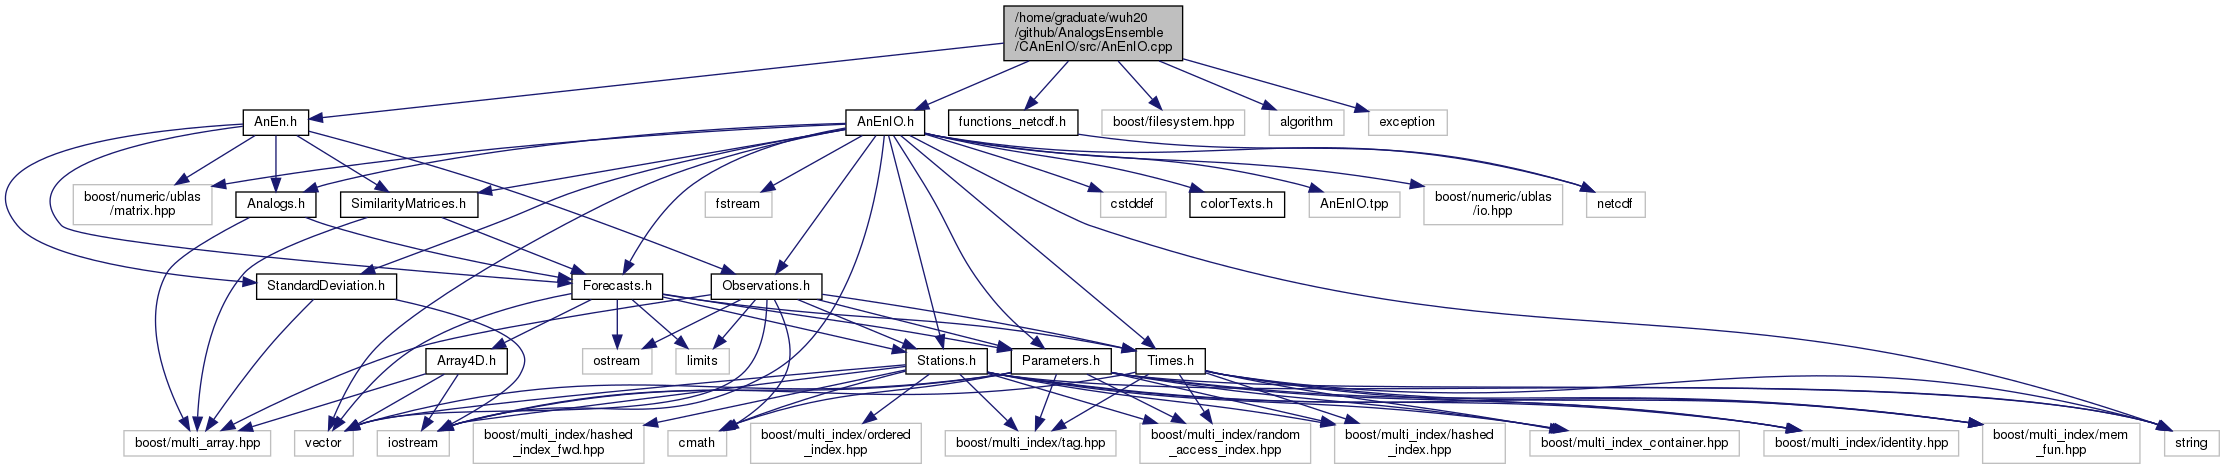 /home/graduate/wuh20
/github/AnalogsEnsemble
/CAnEnIO/src/AnEnIO.cpp
AnEn.h
AnEnIO.h
functions_netcdf.h
boost/filesystem.hpp
algorithm
exception
boost/numeric/ublas
/matrix.hpp
Analogs.h
SimilarityMatrices.h
fstream
cstddef
colorTexts.h
AnEnIO.tpp
boost/numeric/ublas
/io.hpp
netcdf
StandardDeviation.h
Forecasts.h
Observations.h
Array4D.h
ostream
limits
Stations.h
Parameters.h
Times.h
boost/multi_array.hpp
vector
iostream
boost/multi_index/hashed
_index_fwd.hpp
cmath
boost/multi_index/ordered
_index.hpp
boost/multi_index/tag.hpp
boost/multi_index/random
_access_index.hpp
boost/multi_index/hashed
_index.hpp
boost/multi_index_container.hpp
boost/multi_index/identity.hpp
boost/multi_index/mem
_fun.hpp
string